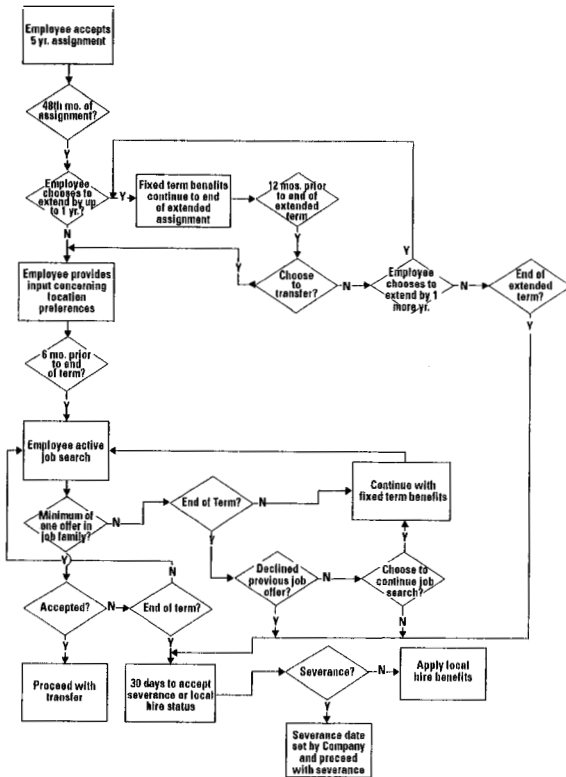 Employee accepts
5 yr. assignment
48th mo. of
assignment?
Y
Employee
chooses to
extend by up
to 1 yr.?
Y
Fixed term benefits
continue to end
of extended
assignment
12 mos. prior
to end of
extended
term
Y
N
Y
Employee provides
input concerning
location
preferences
Y
Choose
to
transfer?
N
Employee
chooses to
extend by 1
more yr.
N
End of
extended
term?
Y
6 mo. prior
to end
of term?
Y
Employee active
job search
Continue with
fixed term benefits
Minimum of
one offer in
job family?
N
End of Term?
N
Y
Y
Y
N
Declined
previous job
offer?
N
Choose to
continue job
search?
Accepted?
N
End of term?
Y
N
Y
Y
Proceed with
transfer
30 days to accept
severance or local
hire status
Severance?
N
Apply local
hire benefits
Y
Severance date
set by Company
and proceed
with severance